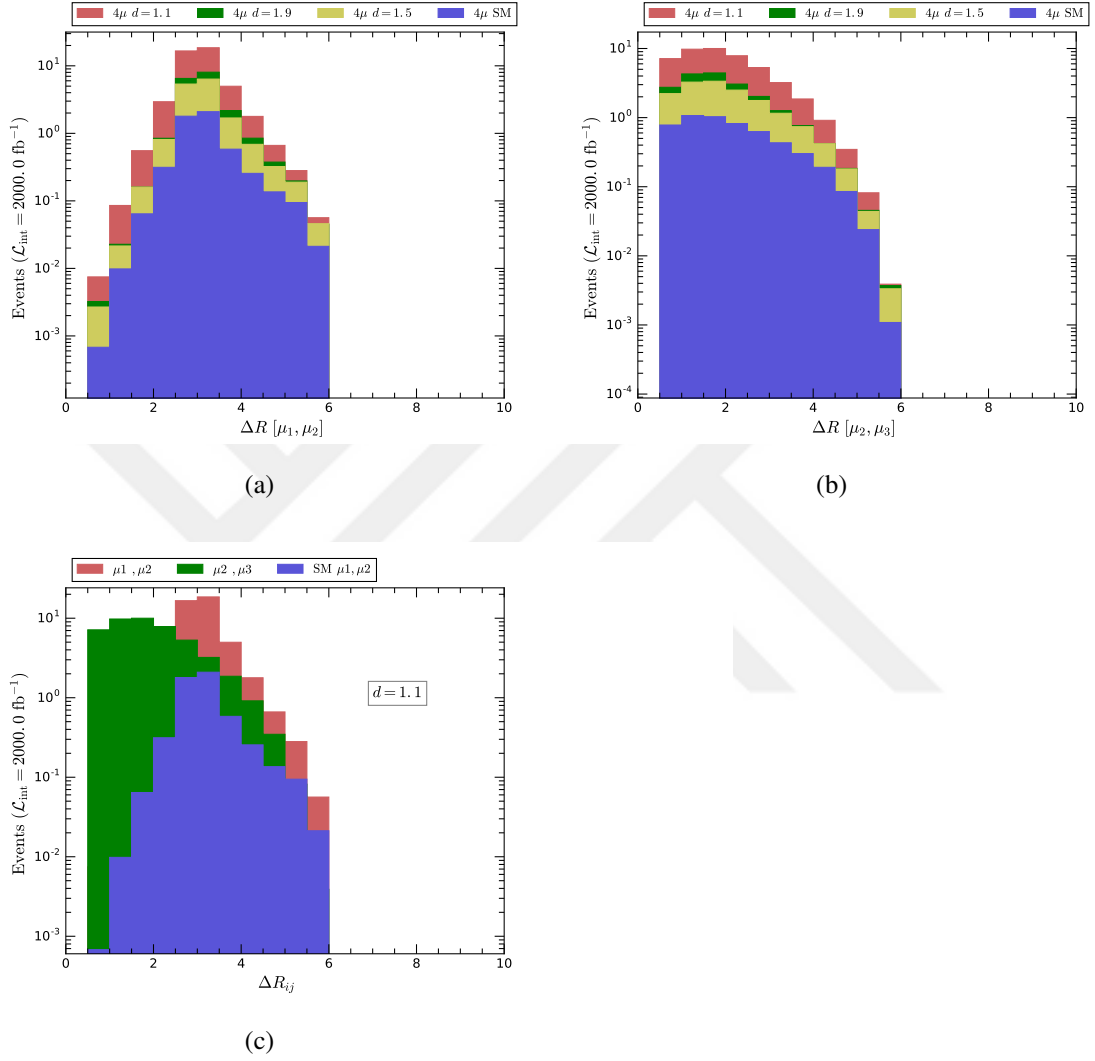 4μ d=1.1 4μ d=1.9 4μ d=1.5 4μ SM
Events (ℒ_int = 2000.0 fb⁻¹)
10¹
10⁰
10⁻¹
10⁻²
10⁻³
0 2 4 6 8 10
ΔR [μ₁, μ₂]
(a)
4μ d=1.1 4μ d=1.9 4μ d=1.5 4μ SM
Events (ℒ_int = 2000.0 fb⁻¹)
10¹
10⁰
10⁻¹
10⁻²
10⁻³
10⁻⁴
0 2 4 6 8 10
ΔR [μ₂, μ₃]
(b)
μ1 ,μ2 μ2 ,μ3 SM μ1,μ2
Events (ℒ_int = 2000.0 fb⁻¹)
10¹
10⁰
10⁻¹
10⁻²
10⁻³
d=1.1
0 2 4 6 8 10
ΔR_ij
(c)